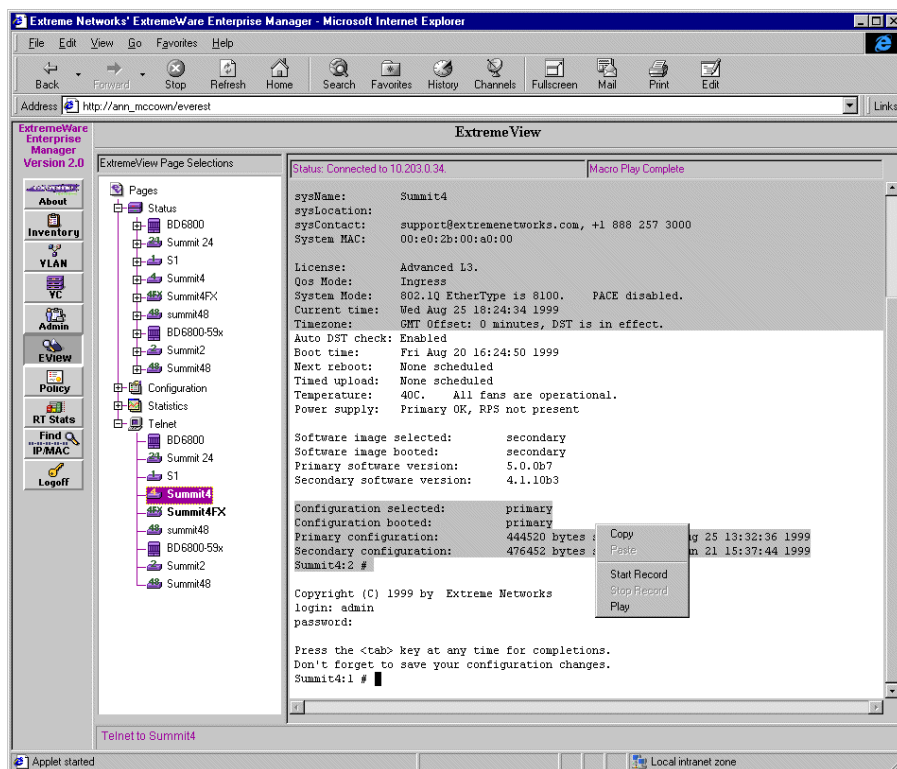 Extreme Networks' ExtremeWare Enterprise Manager - Microsoft Internet Explorer
File Edit View Go Favorites Help
Back Forward Stop Refresh Home Search Favorites History Channels Fullscreen Mail Print Edit
Address http://ann_mccown/everest Links
ExtremeWare
Enterprise
Manager
Version 2.0
About
Inventory
VLAN
VC
Admin
EView
Policy
RT Stats
Find
IP/MAC
Logoff
ExtremeView
ExtremeView Page Selections
Pages
Status
BD6800
Summit 24
S1
Summit4
Summit4FX
summit48
BD6800-59x
Summit2
Summit48
Configuration
Statistics
Telnet
BD6800
Summit 24
S1
Summit4
Summit4FX
summit48
BD6800-59x
Summit2
Summit48
Status: Connected to 10.203.0.34. Macro Play Complete
sysName: Summit4
sysLocation:
sysContact: support@extremenetworks.com, +1 888 257 3000
System MAC: 00:e0:2b:00:a0:00
License: Advanced L3.
Qos Mode: Ingress
System Mode: 802.1Q EtherType is 8100. PACE disabled.
Current time: Wed Aug 25 18:24:34 1999
Timezone: GMT Offset: 0 minutes, DST is in effect.
Auto DST check: Enabled
Boot time: Fri Aug 20 16:24:50 1999
Next reboot: None scheduled
Timed upload: None scheduled
Temperature: 40C. All fans are operational.
Power supply: Primary OK, RPS not present
Software image selected: secondary
Software image booted: secondary
Primary software version: 5.0.0b7
Secondary software version: 4.1.10b3
Configuration selected: primary
Configuration booted: primary
Primary configuration: 444520 bytes s g 25 13:32:36 1999
Secondary configuration: 476452 bytes s n 21 15:37:44 1999
Summit4:2 #
Copy
Paste
Start Record
Stop Record
Play
Copyright (C) 1999 by Extreme Networks
login: admin
password:
Press the <tab> key at any time for completions.
Don't forget to save your configuration changes.
Summit4:1 #
Telnet to Summit4
Applet started Local intranet zone